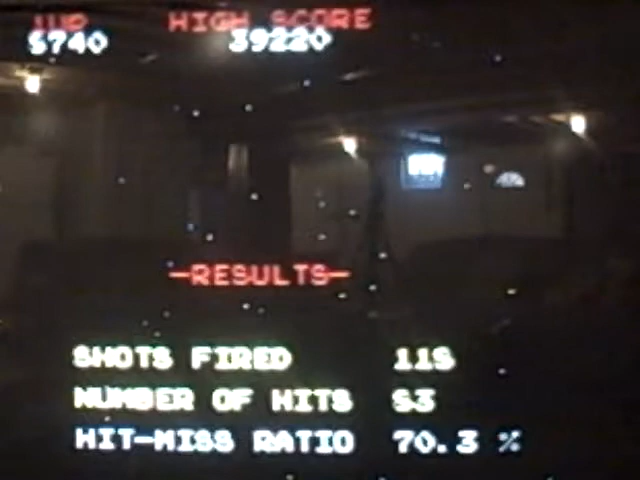 1UP HIGH SCORE
5740 39220
-RESULTS-
SHOTS FIRED 118
NUMBER OF HITS 83
HIT-MISS RATIO 70.3 %